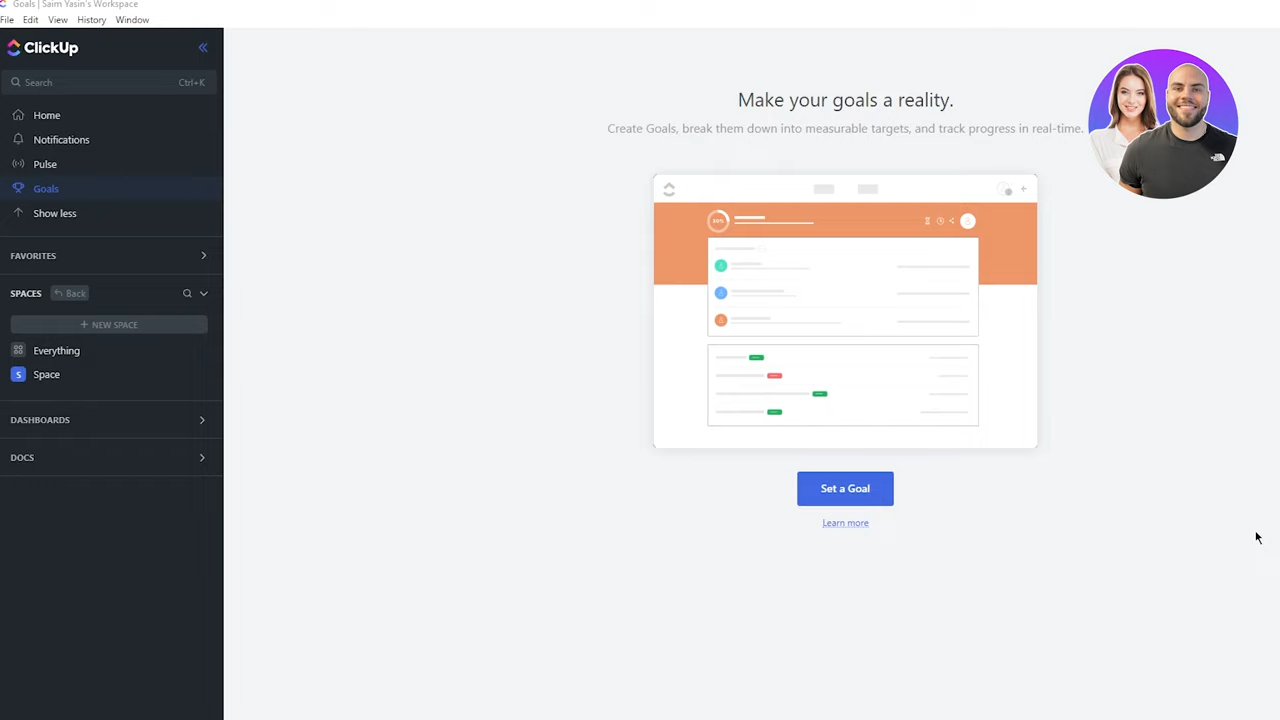 Goals | Saim Yasin's Workspace
File Edit View History Window
ClickUp
Search Ctrl+K
Home
Notifications
Pulse
Goals
Show less
FAVORITES
SPACES Back
+ NEW SPACE
Everything
S Space
DASHBOARDS
DOCS
Make your goals a reality.
Create Goals, break them down into measurable targets, and track progress in real-time.
Set a Goal
Learn more